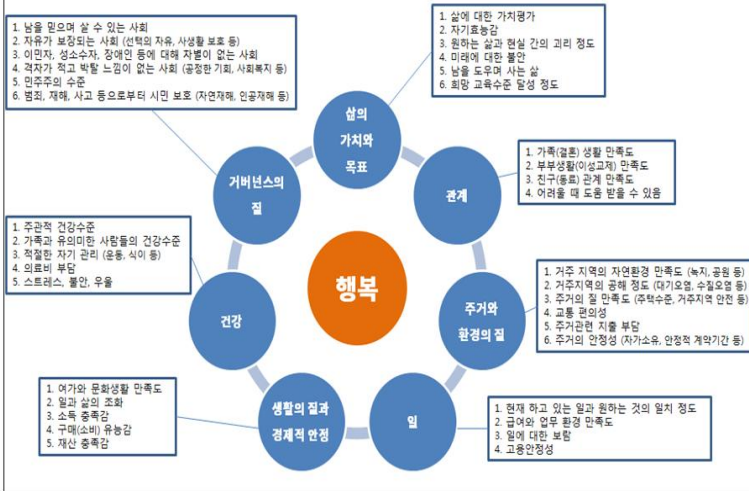 1. 남을 믿으며 살 수 있는 사회
2. 자유가 보장되는 사회 (선택의 자유, 사생활 보호 등)
3. 이민자, 성소수자, 장애인 등에 대해 차별이 없는 사회
4. 격차가 적고 박탈 느낌이 없는 사회 (공정한 기회, 사회복지 등)
5. 민주주의 수준
6. 범죄, 재해, 사고 등으로부터 시민 보호 (자연재해, 인공재해 등)
1. 삶에 대한 가치평가
2. 자기효능감
3. 원하는 삶과 현실 간의 괴리 정도
4. 미래에 대한 불안
5. 남을 도우며 사는 삶
6. 희망 교육수준 달성 정도
삶의
가치와
목표
거버넌스의
질
관계
1. 가족(결혼) 생활 만족도
2. 부부생활(이성교제) 만족도
3. 친구(동료) 관계 만족도
4. 어려울 때 도움 받을 수 있음
1. 주관적 건강수준
2. 가족과 유의미한 사람들의 건강수준
3. 적절한 자기 관리 (운동, 식이 등)
4. 의료비 부담
5. 스트레스, 불안, 우울
행복
건강
주거와
환경의 질
1. 거주 지역의 자연환경 만족도 (녹지, 공원 등)
2. 거주지역의 공해 정도 (대기오염, 수질오염 등)
3. 주거의 질 만족도 (주택수준, 거주지역 안전 등)
4. 교통 편의성
5. 주거관련 지출 부담
6. 주거의 안정성 (자가소유, 안정적 계약기간 등)
1. 여가와 문화생활 만족도
2. 일과 삶의 조화
3. 소득 충족감
4. 구매(소비) 유능감
5. 재산 충족감
생활의 질과
경제적 안정
일
1. 현재 하고 있는 일과 원하는 것의 일치 정도
2. 급여와 업무 환경 만족도
3. 일에 대한 보람
4. 고용안정성